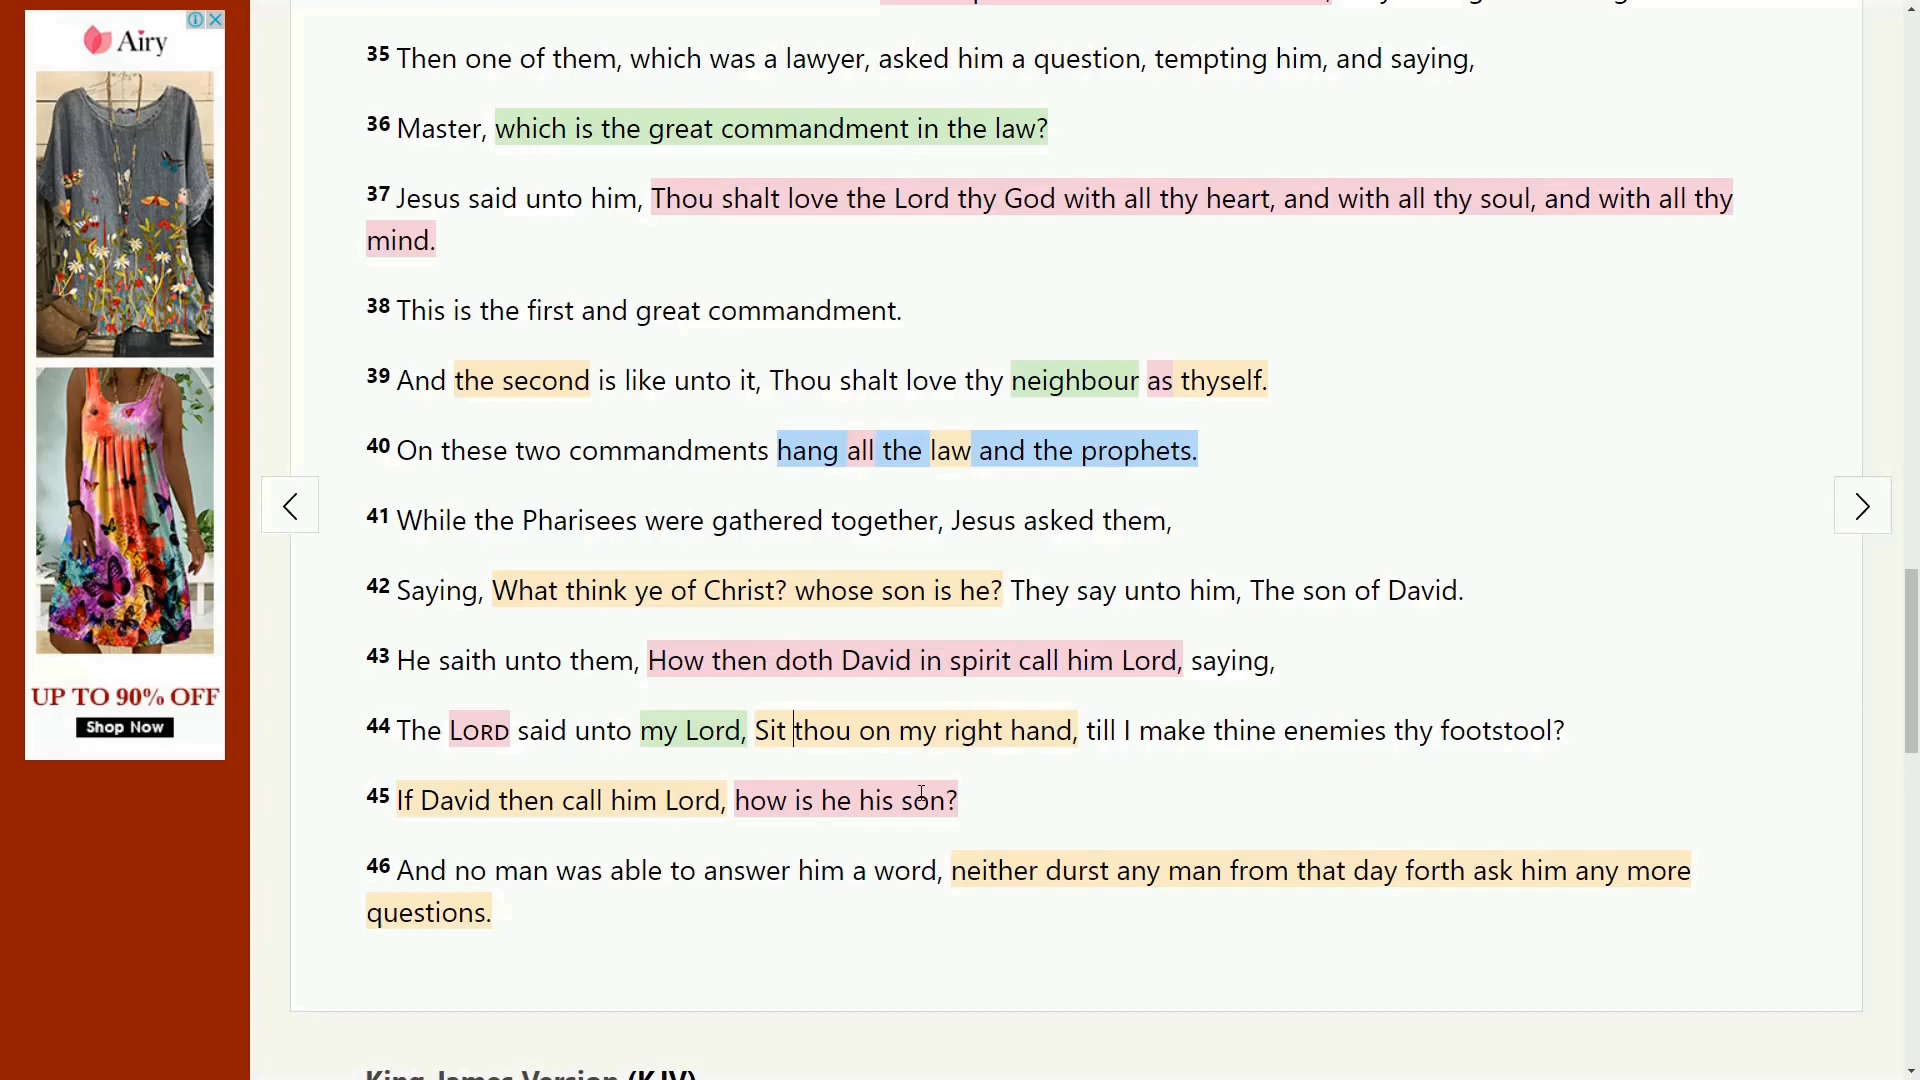 Airy
UP TO 90% OFF
Shop Now
35 Then one of them, which was a lawyer, asked him a question, tempting him, and saying,
36 Master, which is the great commandment in the law?
37 Jesus said unto him, Thou shalt love the Lord thy God with all thy heart, and with all thy soul, and with all thy
mind.
38 This is the first and great commandment.
39 And the second is like unto it, Thou shalt love thy neighbour as thyself.
40 On these two commandments hang all the law and the prophets.
41 While the Pharisees were gathered together, Jesus asked them,
42 Saying, What think ye of Christ? whose son is he? They say unto him, The son of David.
43 He saith unto them, How then doth David in spirit call him Lord, saying,
44 The LORD said unto my Lord, Sit thou on my right hand, till I make thine enemies thy footstool?
45 If David then call him Lord, how is he his son?
46 And no man was able to answer him a word, neither durst any man from that day forth ask him any more
questions.
King James Version (KJV)